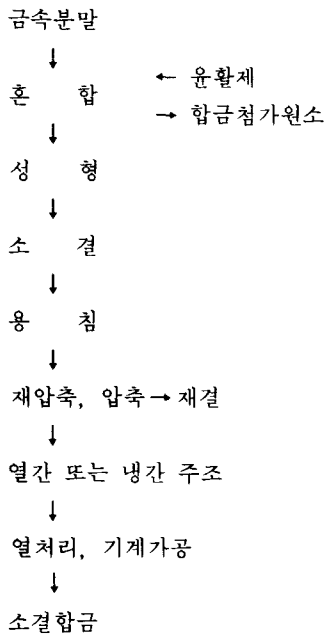 금속분말
↓
← 윤활제
혼 합
→ 합금첨가원소
↓
성 형
↓
소 결
↓
용 침
↓
재압축, 압축→재결
↓
열간 또는 냉간 주조
↓
열처리, 기계가공
↓
소결합금